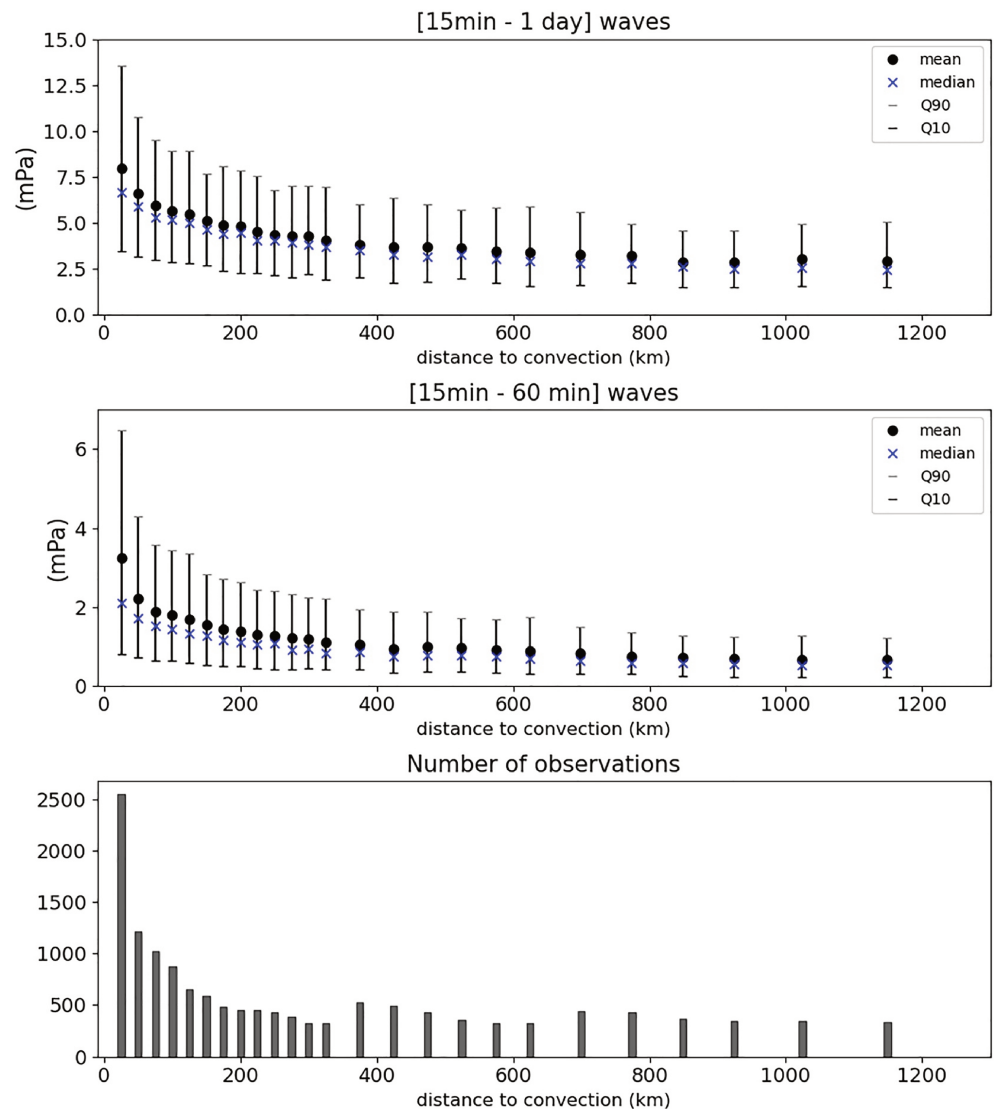 [15min - 1 day] waves
15.0
12.5
10.0
7.5
5.0
2.5
0.0
(mPa)
mean
median
Q90
Q10
0 200 400 600 800 1000 1200
distance to convection (km)
[15min - 60 min] waves
6
4
2
0
(mPa)
mean
median
Q90
Q10
0 200 400 600 800 1000 1200
distance to convection (km)
Number of observations
2500
2000
1500
1000
500
0
0 200 400 600 800 1000 1200
distance to convection (km)